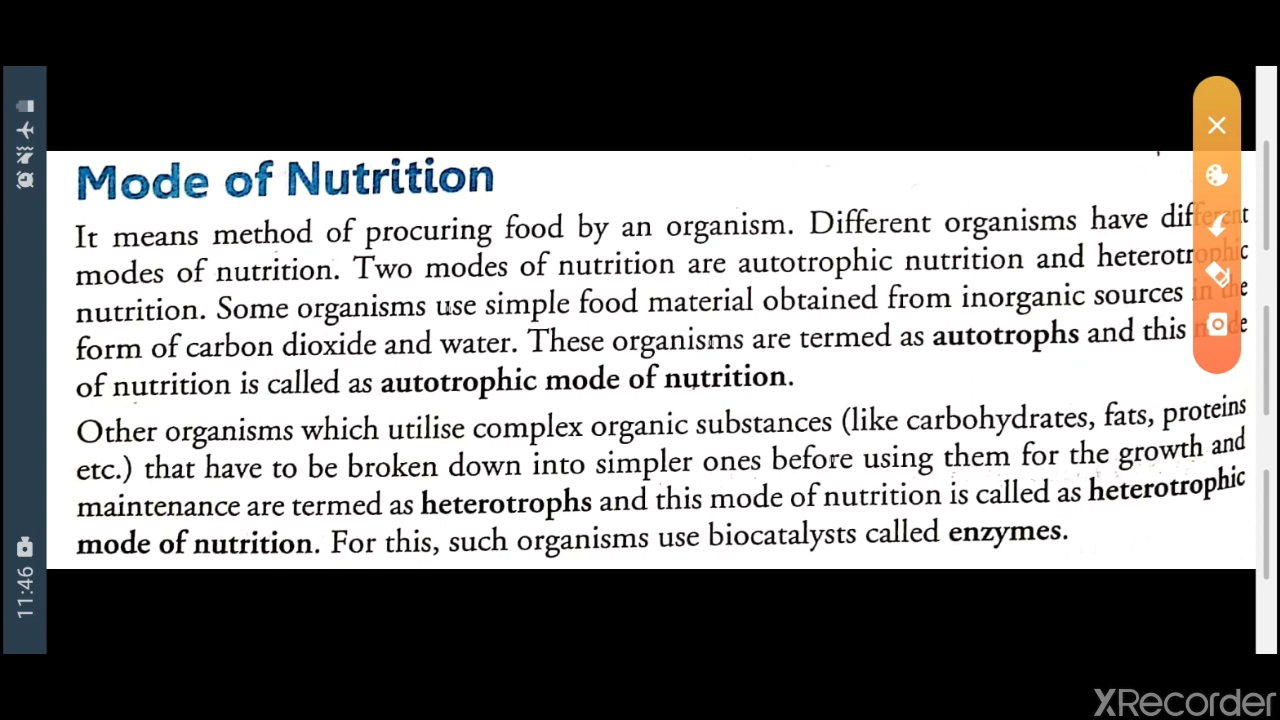 Mode of Nutrition
It means method of procuring food by an organism. Different organisms have different
modes of nutrition. Two modes of nutrition are autotrophic nutrition and heterotrophic
nutrition. Some organisms use simple food material obtained from inorganic sources in the
form of carbon dioxide and water. These organisms are termed as autotrophs and this mode
of nutrition is called as autotrophic mode of nutrition.
Other organisms which utilise complex organic substances (like carbohydrates, fats, proteins
etc.) that have to be broken down into simpler ones before using them for the growth and
maintenance are termed as heterotrophs and this mode of nutrition is called as heterotrophic
mode of nutrition. For this, such organisms use biocatalysts called enzymes.
11:46
XRecorder